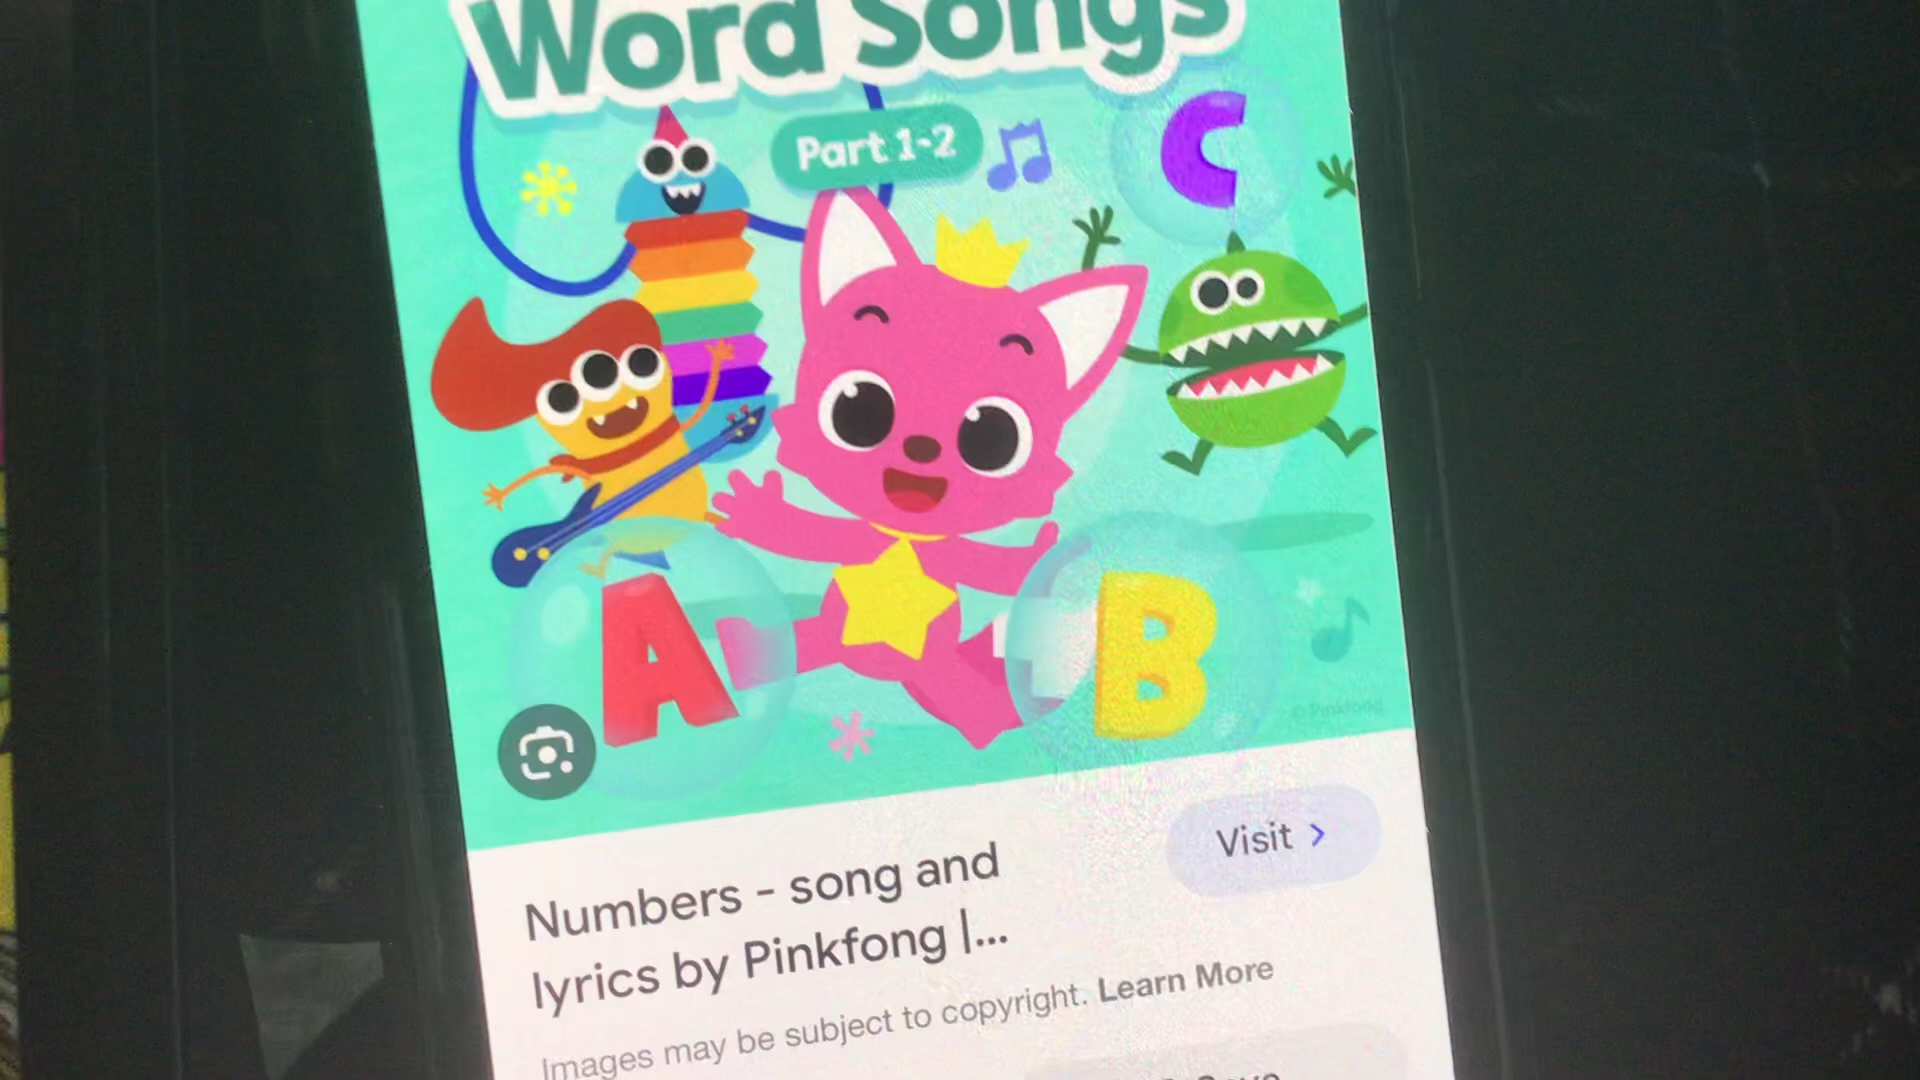 Word Songs
Part 1-2
C
A
B
© Pinkfong
Visit >
Numbers - song and
lyrics by Pinkfong |...
Images may be subject to copyright. Learn More